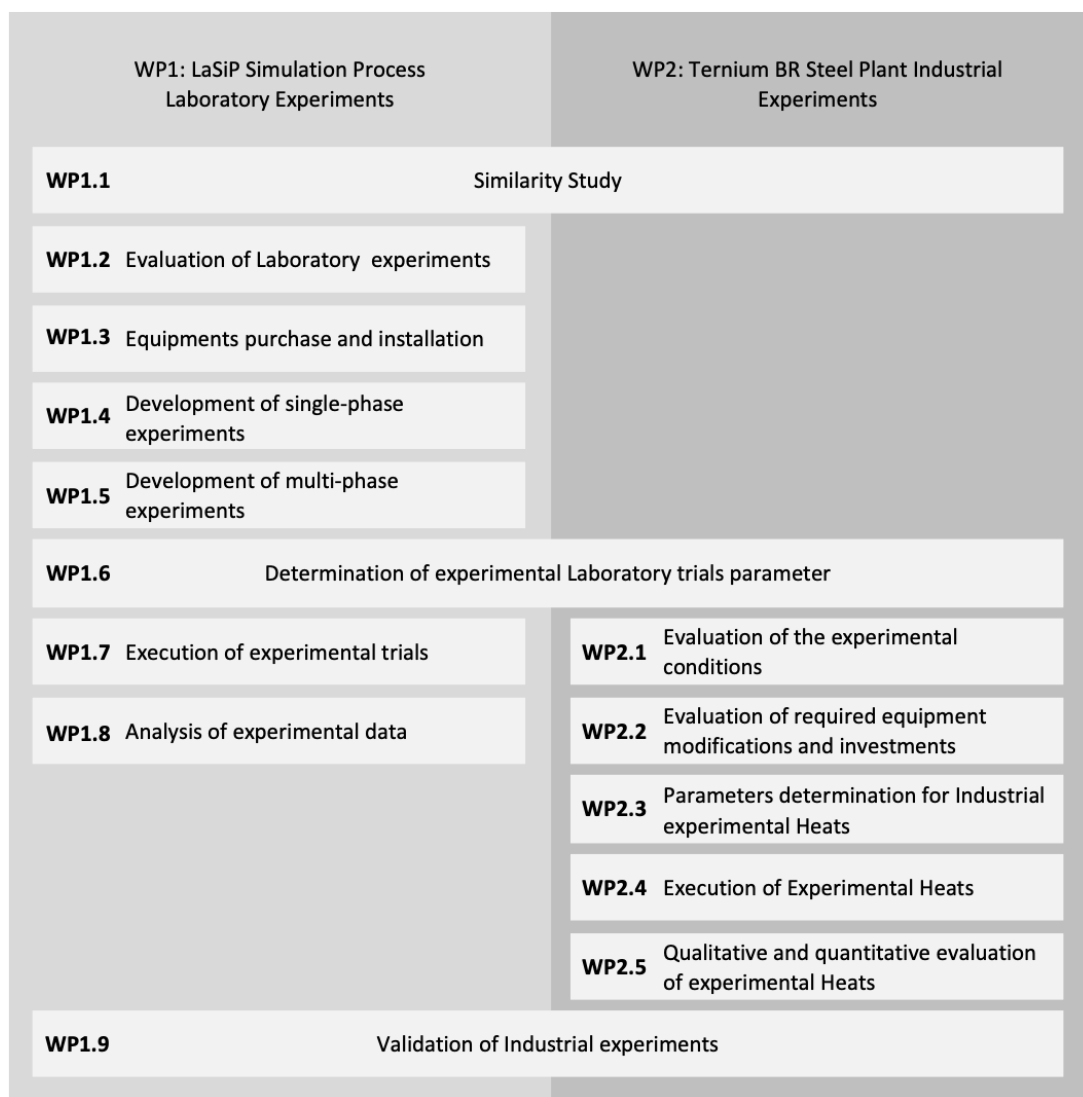 WP1: LaSiP Simulation Process
Laboratory Experiments
WP2: Ternium BR Steel Plant Industrial
Experiments
WP1.1 Similarity Study
WP1.2 Evaluation of Laboratory experiments
WP1.3 Equipments purchase and installation
WP1.4 Development of single-phase
experiments
WP1.5 Development of multi-phase
experiments
WP1.6 Determination of experimental Laboratory trials parameter
WP1.7 Execution of experimental trials
WP2.1 Evaluation of the experimental
conditions
WP1.8 Analysis of experimental data
WP2.2 Evaluation of required equipment
modifications and investments
WP2.3 Parameters determination for Industrial
experimental Heats
WP2.4 Execution of Experimental Heats
WP2.5 Qualitative and quantitative evaluation
of experimental Heats
WP1.9 Validation of Industrial experiments